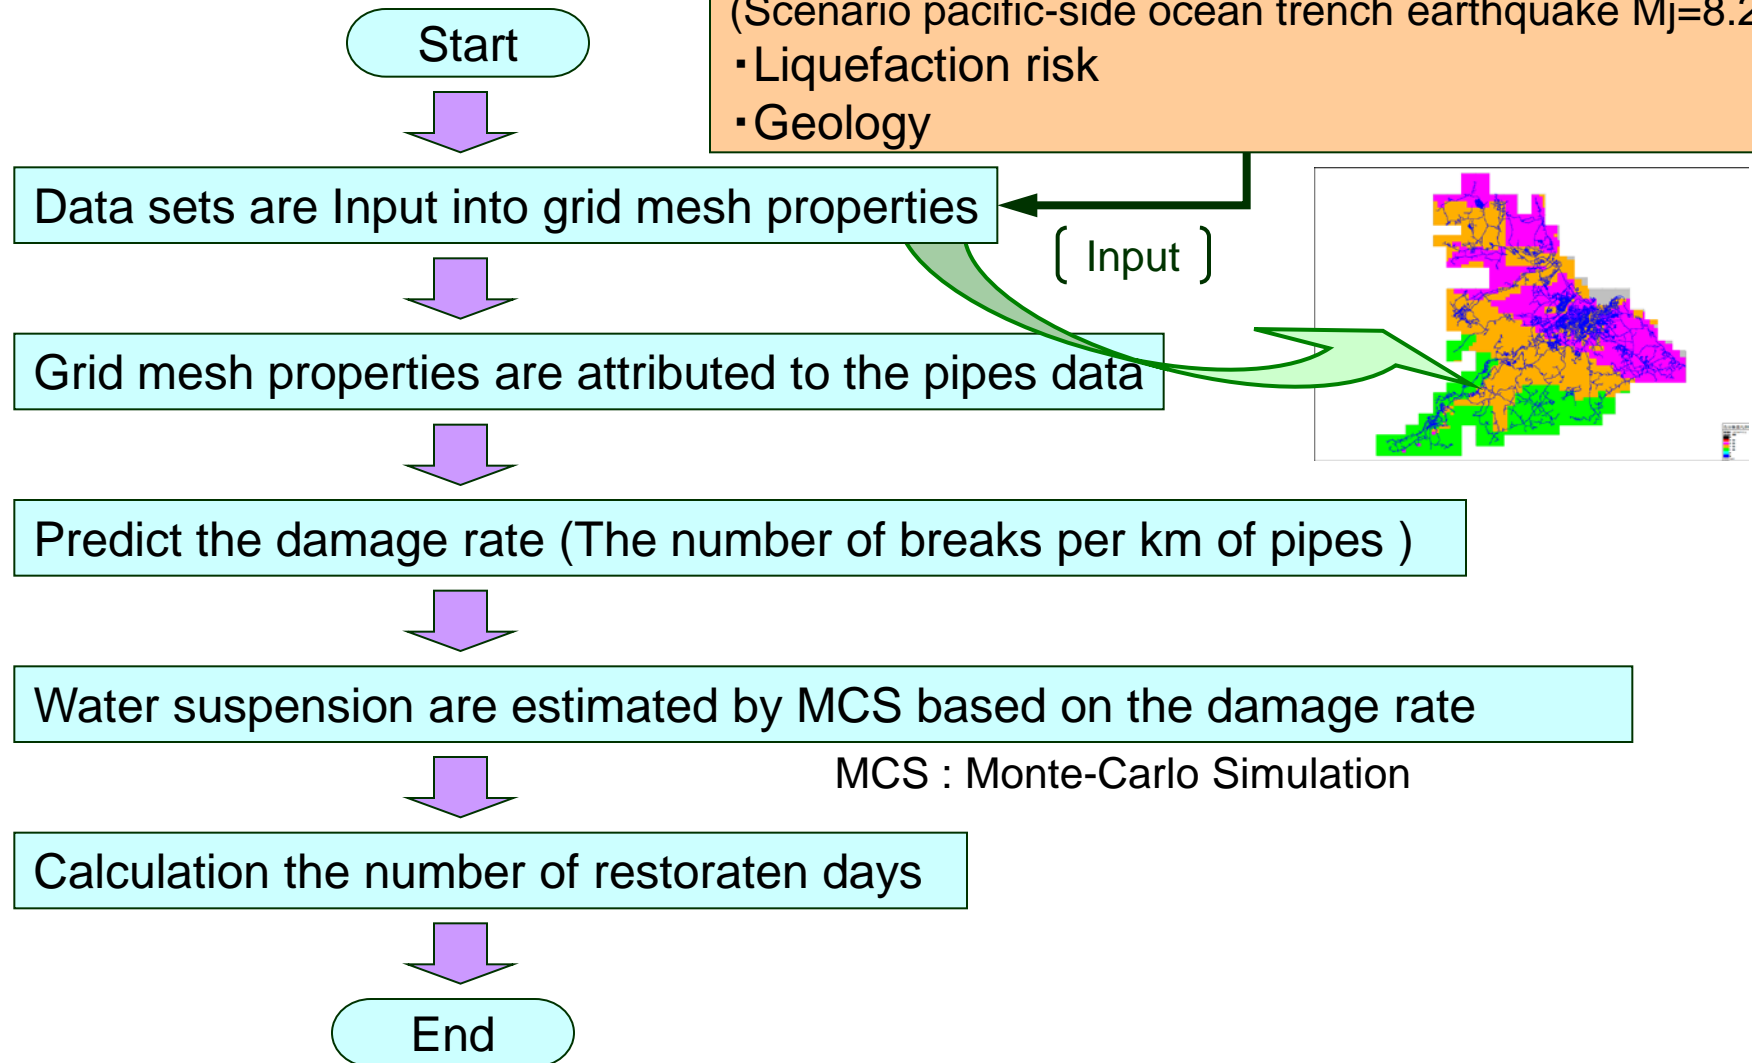 (Scenario pacific-side ocean trench earthquake Mj=8.2
Start
・Liquefaction risk
・Geology
Data sets are Input into grid mesh properties
[ Input ]
Grid mesh properties are attributed to the pipes data
Predict the damage rate (The number of breaks per km of pipes )
Water suspension are estimated by MCS based on the damage rate
MCS : Monte-Carlo Simulation
Calculation the number of restoraten days
End